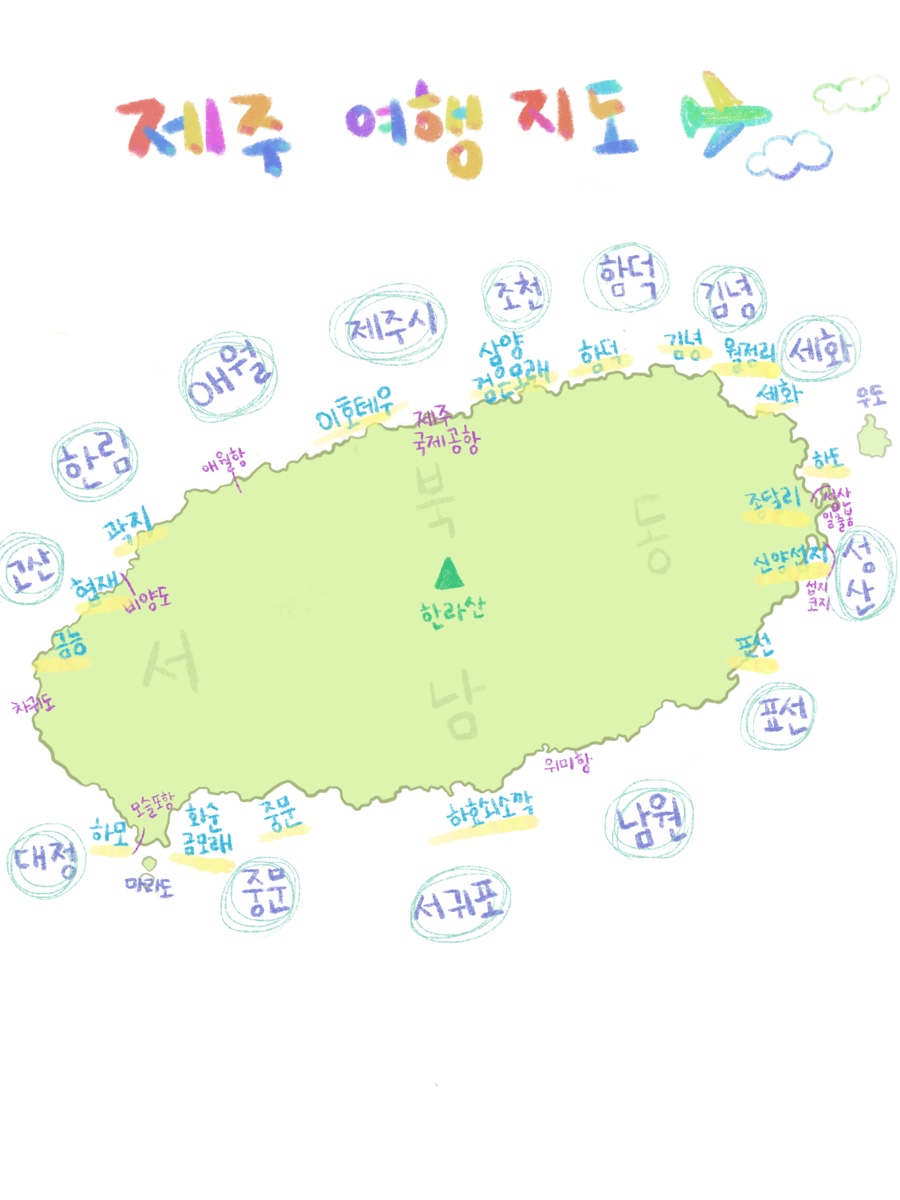 제주 여행 지도
함덕
조천
김녕
제주시
세화
애월
삼양
검은모래
함덕
김녕
월정리
세화
우도
이호테우
제주
국제공항
한림
애월항
하도
북
동
조달리
성산
일출봉
곽지
고산
현재
비양도
신양섭지
섭지
코지
성
산
한라산
금능
서
남
표선
표선
차귀도
위미항
모슬포항
하모
화순
금모래
중문
하효쇠소깍
남원
대정
마라도
중문
서귀포